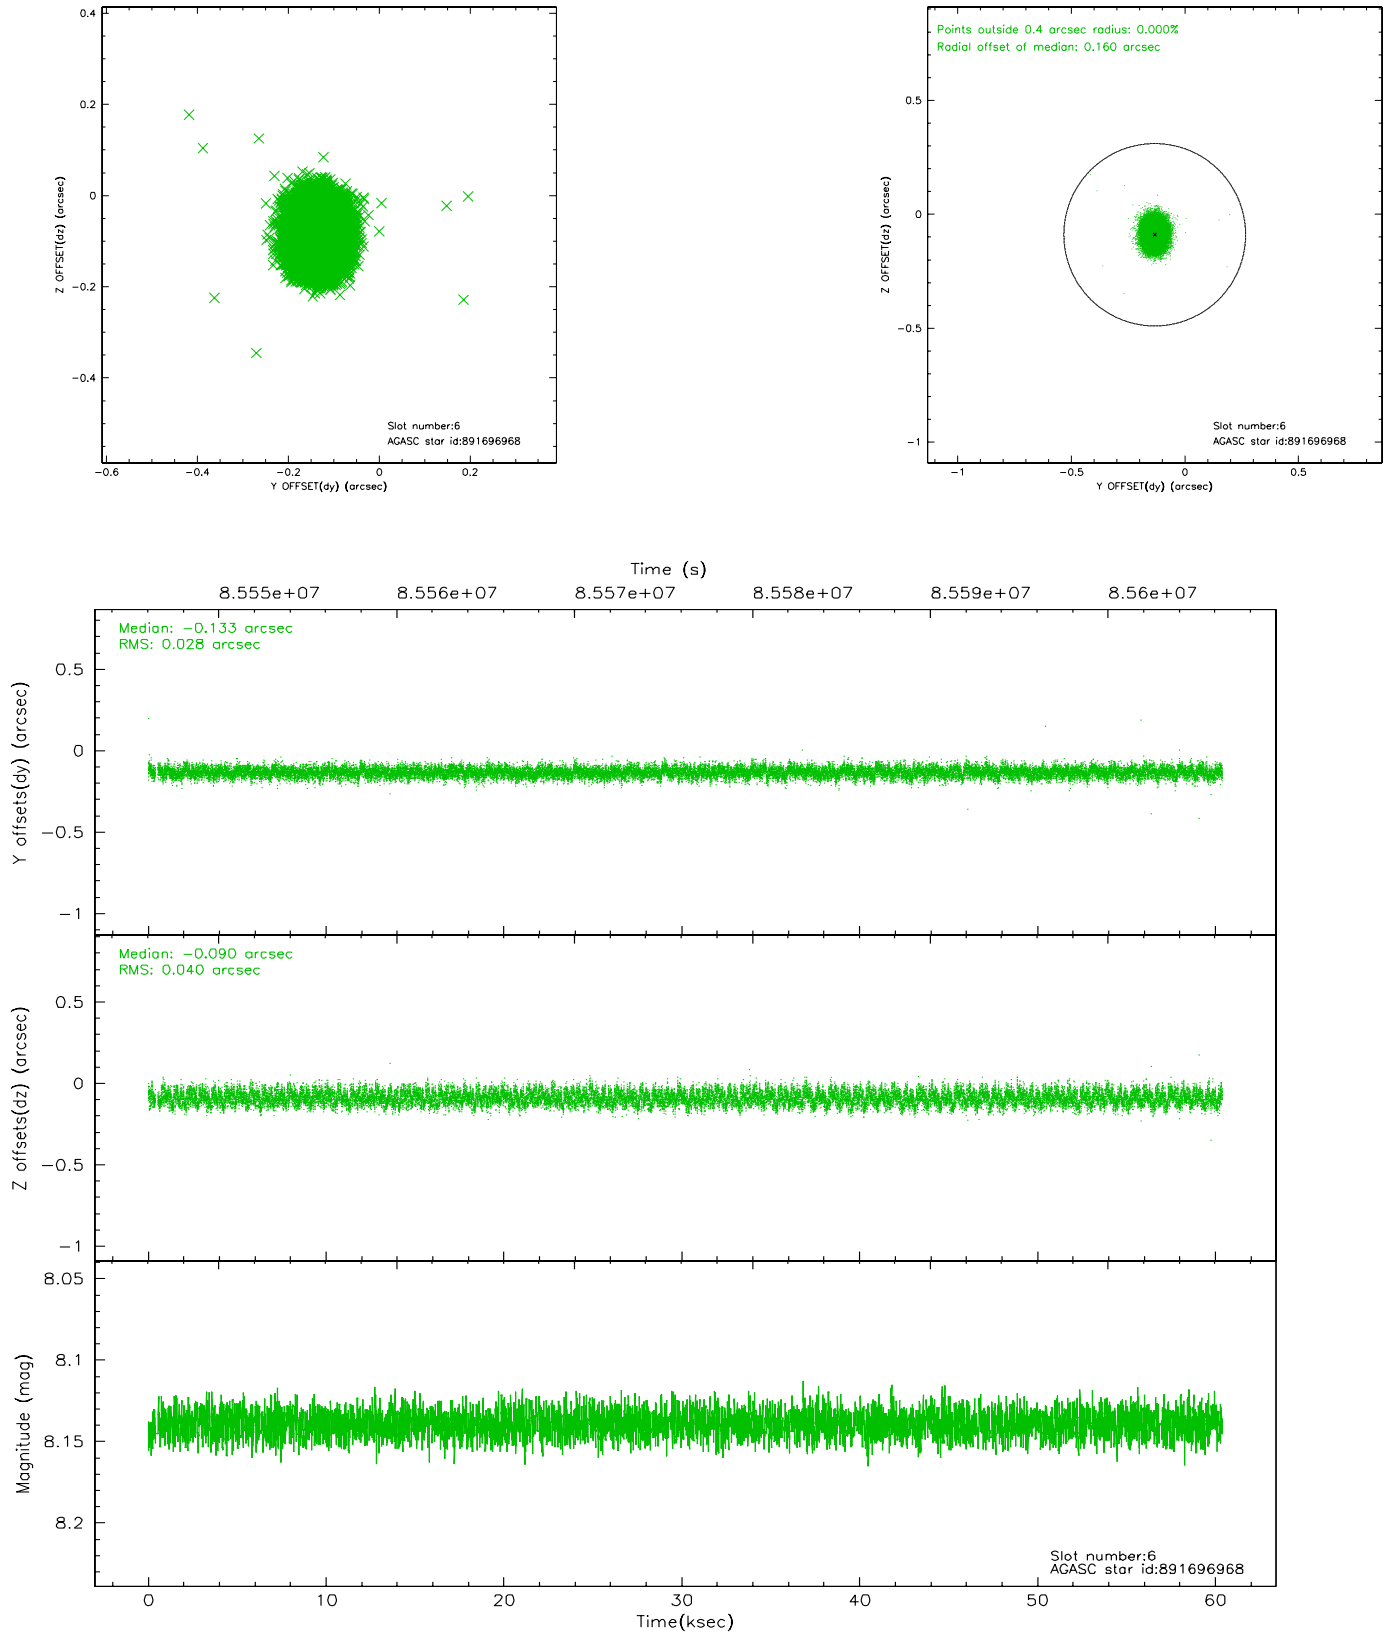 0.4
0.2
0
−0.2
−0.4
Z OFFSET(dz) (arcsec)
Slot number:6
AGASC star id:891696968
−0.6 −0.4 −0.2 0 0.2
Y OFFSET(dy) (arcsec)
Points outside 0.4 arcsec radius: 0.000%
Radial offset of median: 0.160 arcsec
0.5
0
−0.5
−1
Z OFFSET(dz) (arcsec)
Slot number:6
AGASC star id:891696968
−1 −0.5 0 0.5
Y OFFSET(dy) (arcsec)
Time (s)
8.555e+07 8.556e+07 8.557e+07 8.558e+07 8.559e+07 8.56e+07
Median: −0.133 arcsec
RMS: 0.028 arcsec
0.5
0
−0.5
−1
Y offsets(dy) (arcsec)
Median: −0.090 arcsec
RMS: 0.040 arcsec
0.5
0
−0.5
−1
Z offsets(dz) (arcsec)
8.05
8.1
8.15
8.2
Magnitude (mag)
Slot number:6
AGASC star id:891696968
0 10 20 30 40 50 60
Time(ksec)